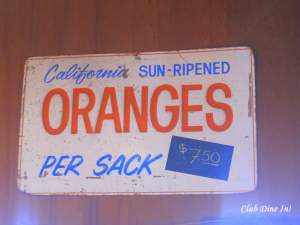 California SUN-RIPENED
ORANGES
PER SACK $7.50
Club Dine In!